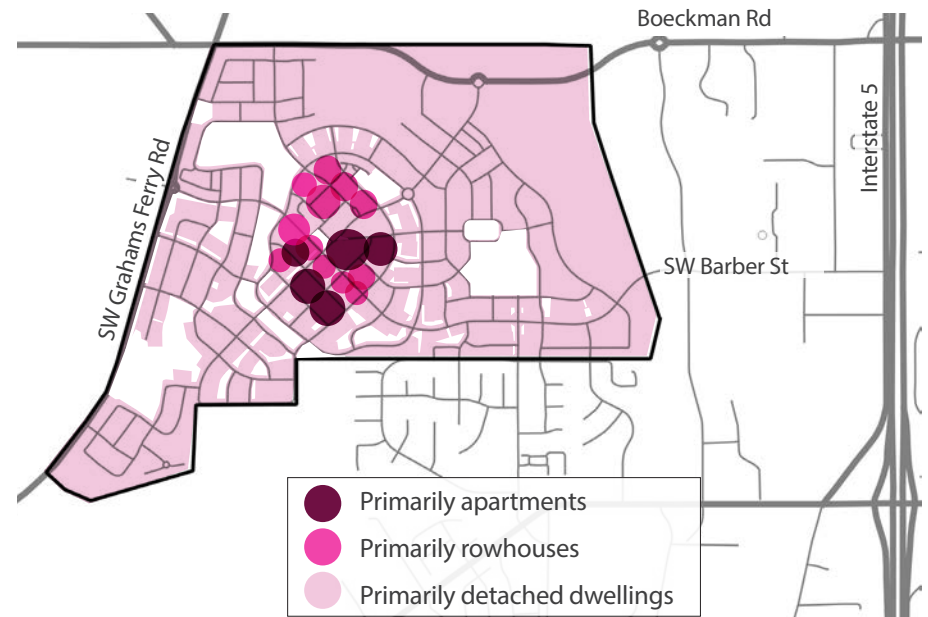 Boeckman Rd
Interstate 5
SW Grahams Ferry Rd
SW Barber St
Primarily apartments
Primarily rowhouses
Primarily detached dwellings